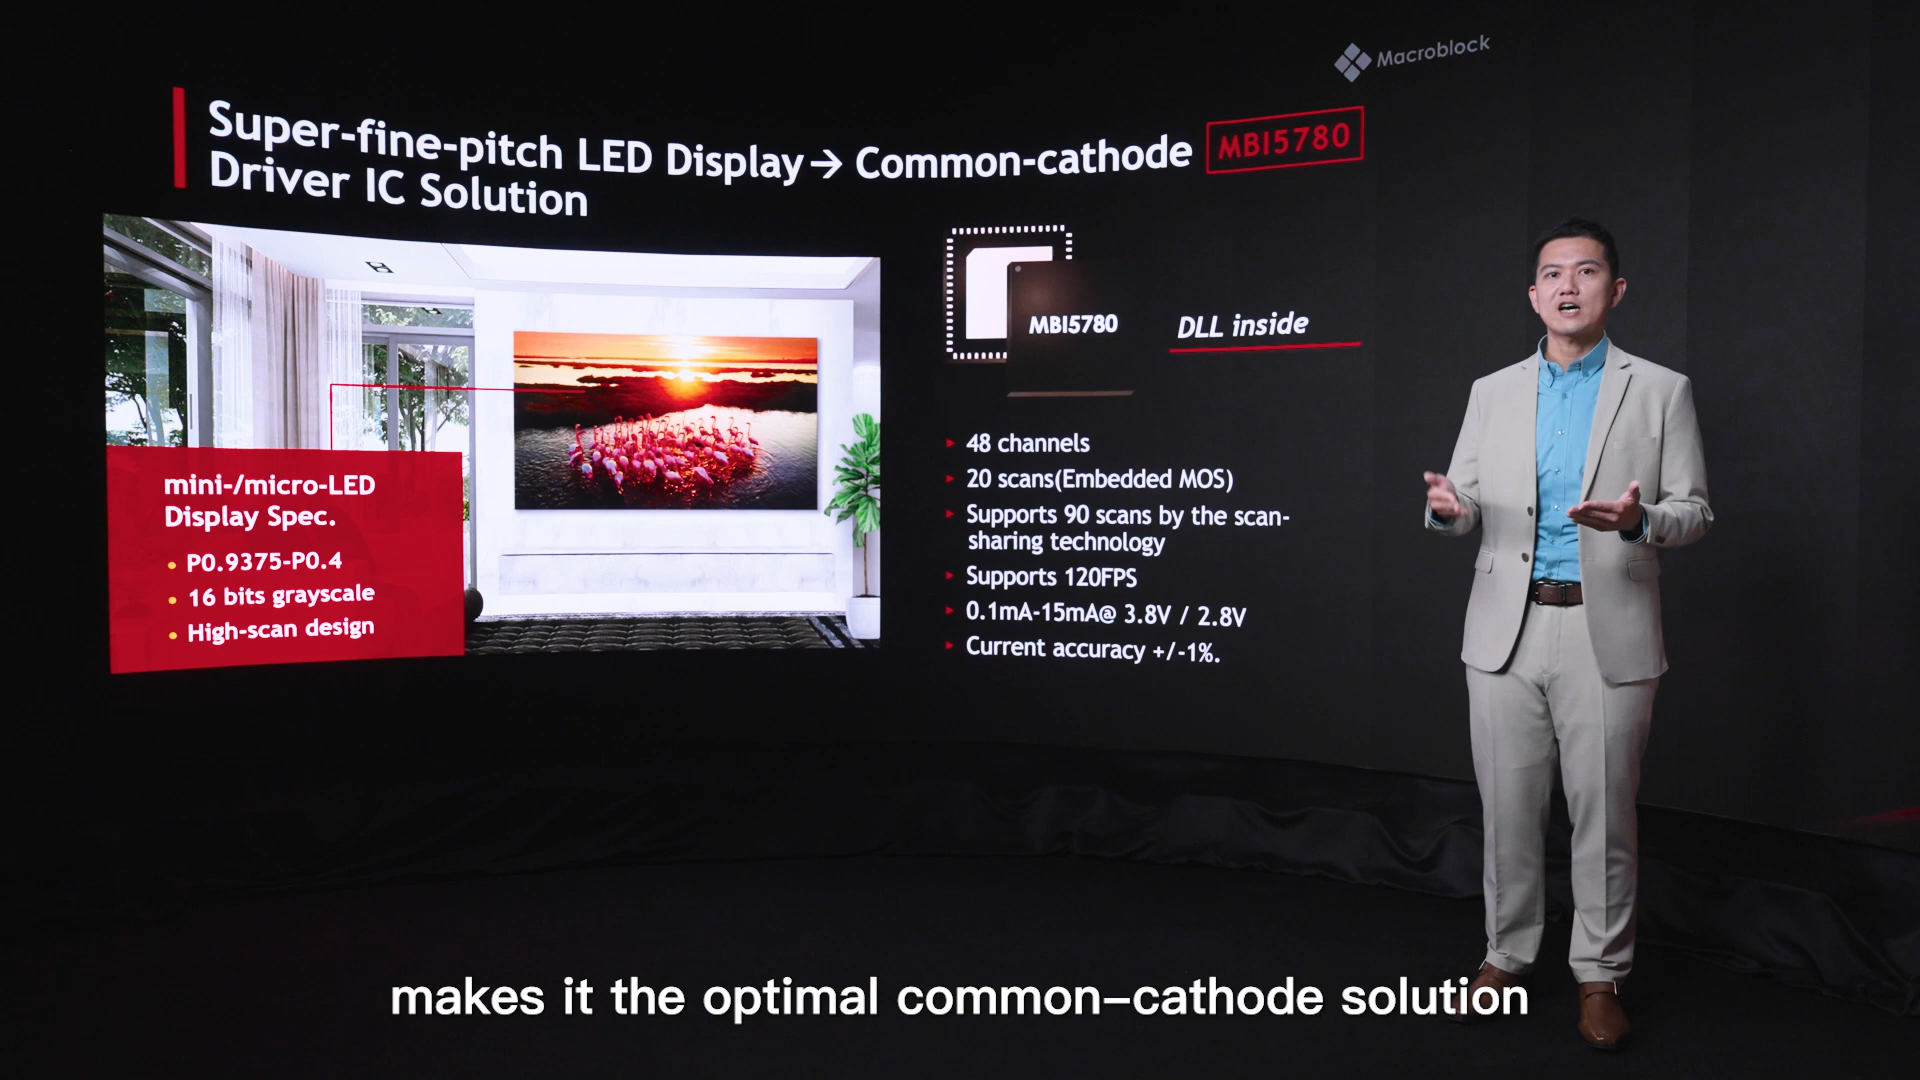 Macroblock
Super-fine-pitch LED Display→ Common-cathode MBI5780
Driver IC Solution
MBI5780
DLL inside
mini-/micro-LED
Display Spec.
• P0.9375-P0.4
• 16 bits grayscale
• High-scan design
48 channels
20 scans(Embedded MOS)
Supports 90 scans by the scan-
sharing technology
Supports 120FPS
0.1mA-15mA@ 3.8V / 2.8V
Current accuracy +/-1%.
makes it the optimal common-cathode solution